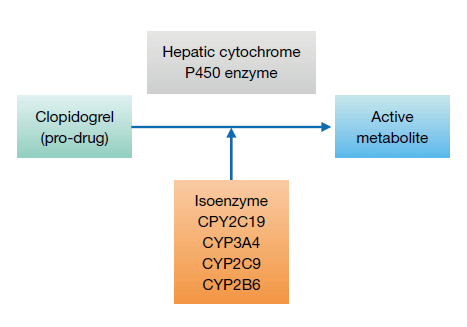 Hepatic cytochrome
P450 enzyme
Clopidogrel
(pro-drug)
Active
metabolite
Isoenzyme
CPY2C19
CYP3A4
CYP2C9
CYP2B6